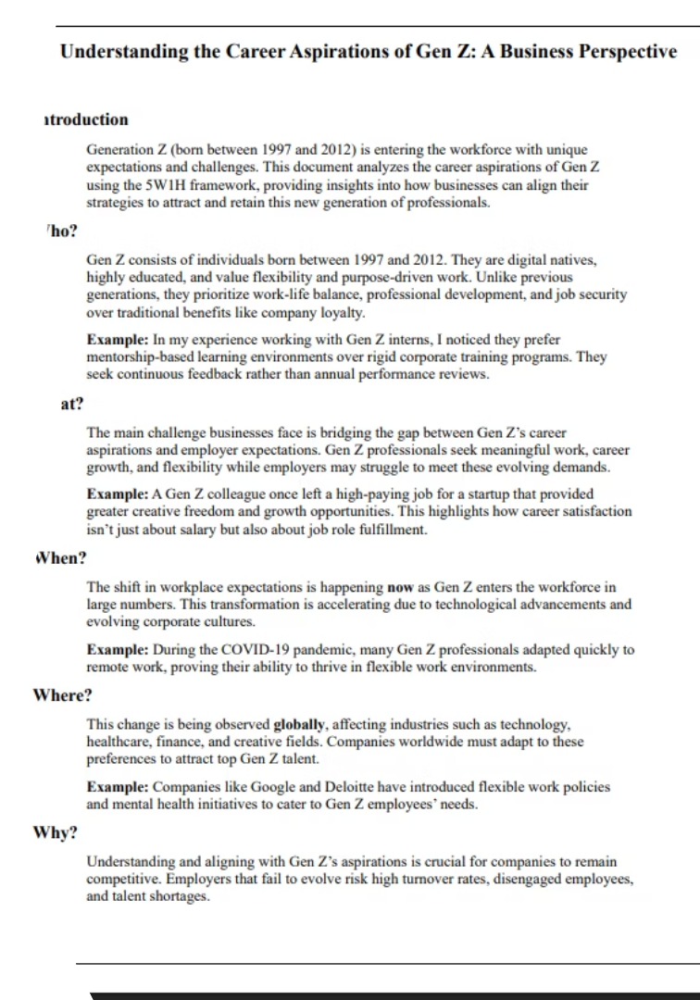 Understanding the Career Aspirations of Gen Z: A Business Perspective
ntroduction
Generation Z (born between 1997 and 2012) is entering the workforce with unique
expectations and challenges. This document analyzes the career aspirations of Gen Z
using the 5W1H framework, providing insights into how businesses can align their
strategies to attract and retain this new generation of professionals.
ho?
Gen Z consists of individuals born between 1997 and 2012. They are digital natives,
highly educated, and value flexibility and purpose-driven work. Unlike previous
generations, they prioritize work-life balance, professional development, and job security
over traditional benefits like company loyalty.
Example: In my experience working with Gen Z interns, I noticed they prefer
mentorship-based learning environments over rigid corporate training programs. They
seek continuous feedback rather than annual performance reviews.
at?
The main challenge businesses face is bridging the gap between Gen Z’s career
aspirations and employer expectations. Gen Z professionals seek meaningful work, career
growth, and flexibility while employers may struggle to meet these evolving demands.
Example: A Gen Z colleague once left a high-paying job for a startup that provided
greater creative freedom and growth opportunities. This highlights how career satisfaction
isn’t just about salary but also about job role fulfillment.
When?
The shift in workplace expectations is happening now as Gen Z enters the workforce in
large numbers. This transformation is accelerating due to technological advancements and
evolving corporate cultures.
Example: During the COVID-19 pandemic, many Gen Z professionals adapted quickly to
remote work, proving their ability to thrive in flexible work environments.
Where?
This change is being observed globally, affecting industries such as technology,
healthcare, finance, and creative fields. Companies worldwide must adapt to these
preferences to attract top Gen Z talent.
Example: Companies like Google and Deloitte have introduced flexible work policies
and mental health initiatives to cater to Gen Z employees’ needs.
Why?
Understanding and aligning with Gen Z’s aspirations is crucial for companies to remain
competitive. Employers that fail to evolve risk high turnover rates, disengaged employees,
and talent shortages.